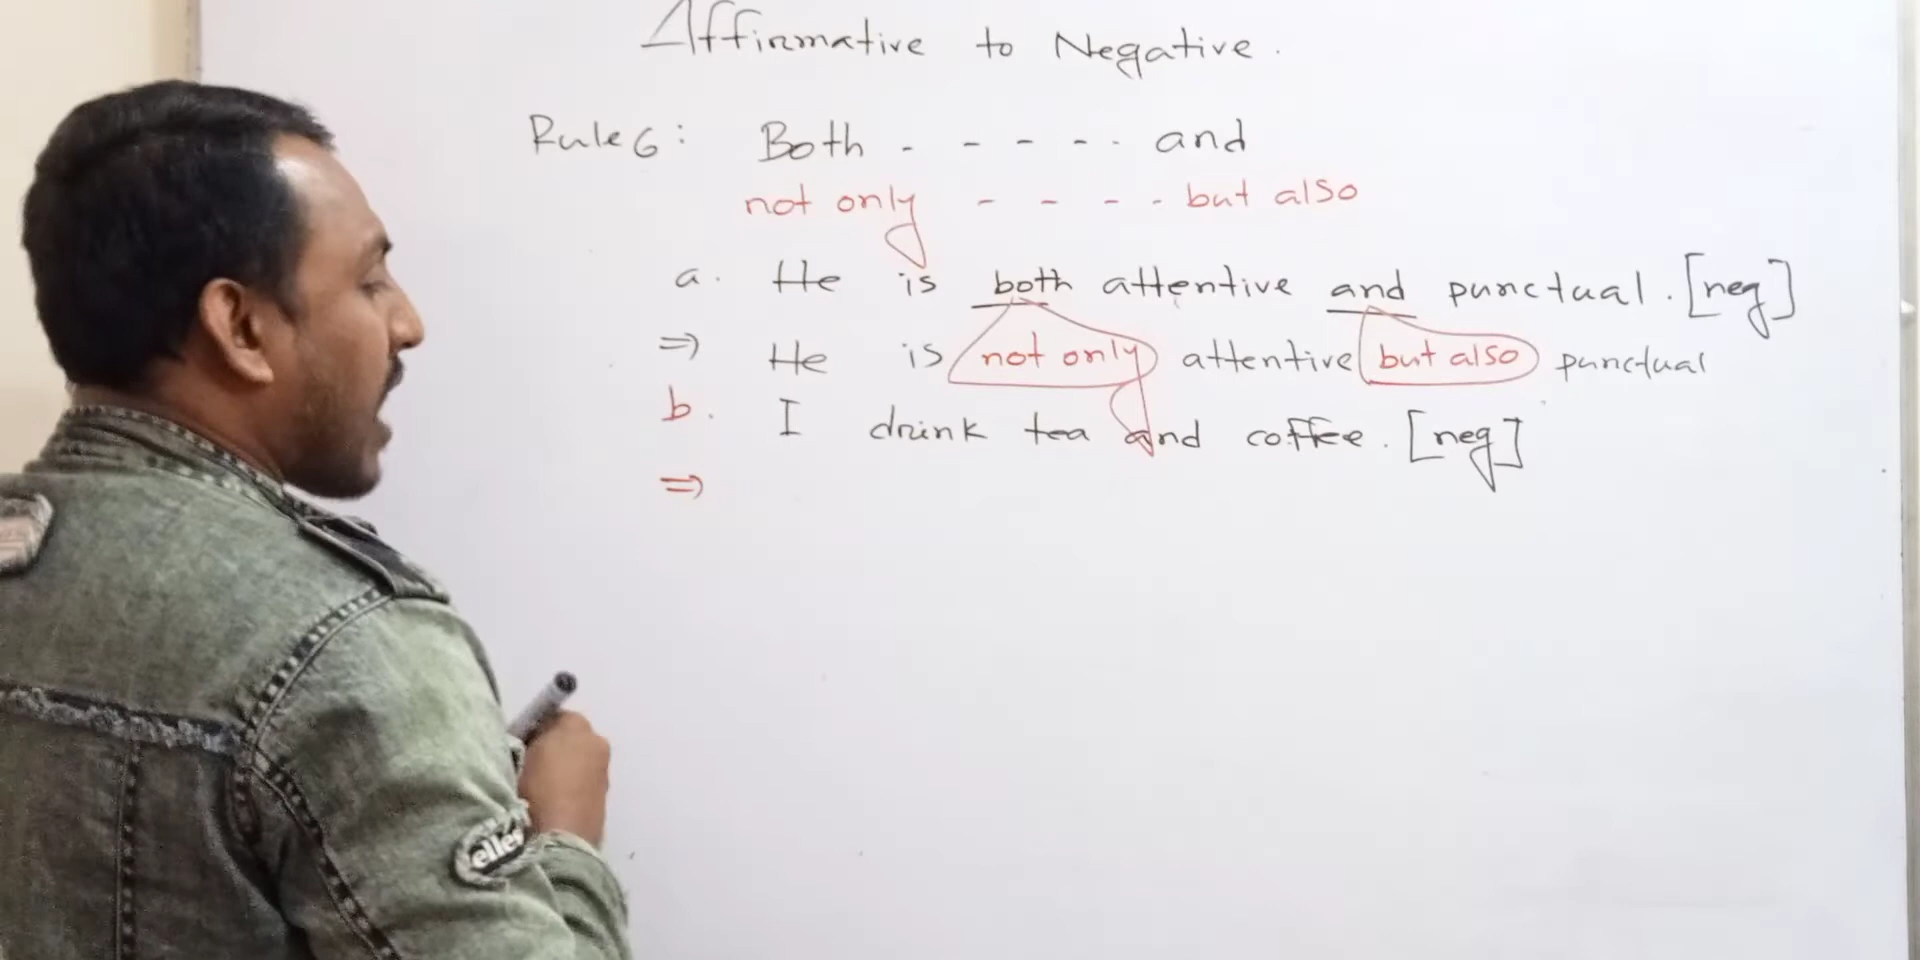 Affirmative to Negative.
Rule 6: Both - - - - - and
not only - - - - but also
a. He is both attentive and punctual. [neg]
⇒ He is not only attentive but also punctual
b. I drink tea and coffee. [neg]
⇒